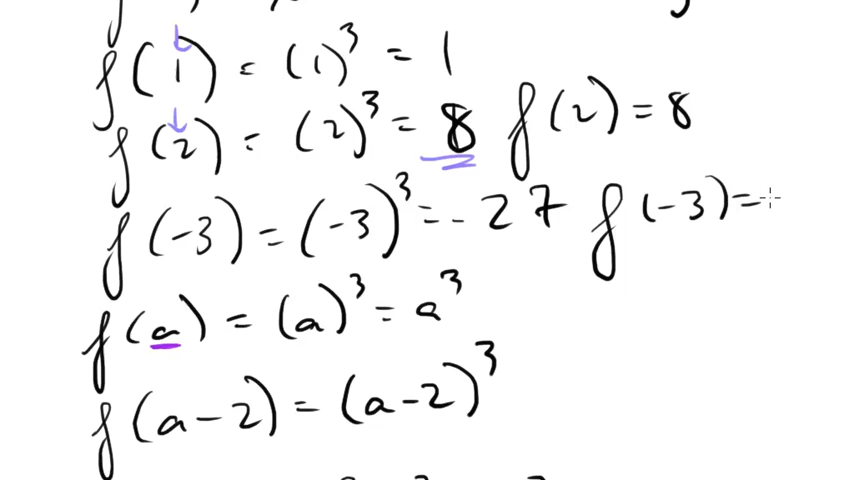 f(1) = (1)³ = 1
f(2) = (2)³ = 8 f(2) = 8
f(-3) = (-3)³ = -27 f(-3) =
f(a) = (a)³ = a³
f(a-2) = (a-2)³